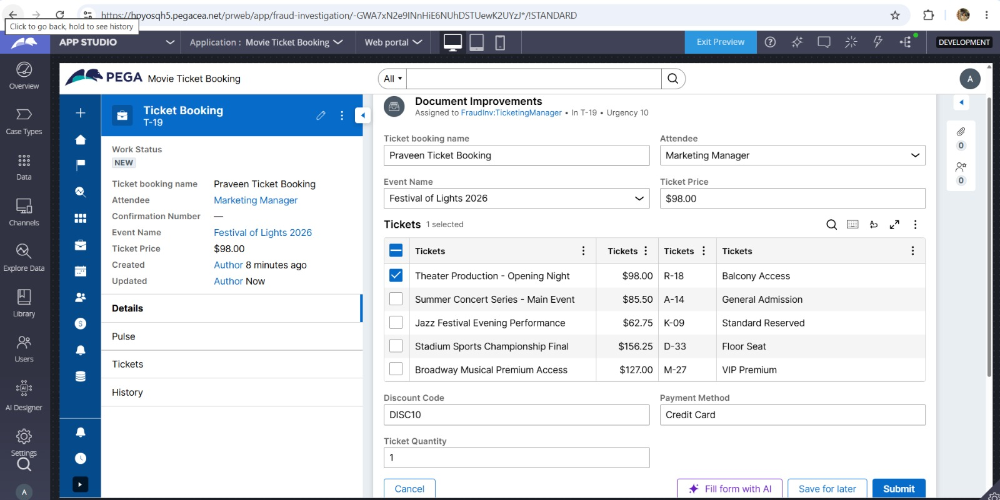 https://hpyosqh5.pegacea.net/prweb/app/fraud-investigation/-GWA7xN2e9INnHiE6NUhDSTUewK2UYzJ*/!STANDARD
Click to go back, hold to see history
APP STUDIO
Application : Movie Ticket Booking
Web portal
Exit Preview
DEVELOPMENT
Overview
Case Types
Data
Channels
Explore Data
Library
Users
AI
AI Designer
Settings
A
PEGA Movie Ticket Booking
All
A
Ticket Booking
T-19
Work Status
NEW
Ticket booking name Praveen Ticket Booking
Attendee Marketing Manager
Confirmation Number —
Event Name Festival of Lights 2026
Ticket Price $98.00
Created Author 8 minutes ago
Updated Author Now
Details
Pulse
Tickets
History
Document Improvements
Assigned to FraudInv:TicketingManager • In T-19 • Urgency 10
Ticket booking name
Praveen Ticket Booking
Attendee
Marketing Manager
Event Name
Festival of Lights 2026
Ticket Price
$98.00
Tickets 1 selected
Tickets Tickets Tickets Tickets
Theater Production - Opening Night $98.00 R-18 Balcony Access
Summer Concert Series - Main Event $85.50 A-14 General Admission
Jazz Festival Evening Performance $62.75 K-09 Standard Reserved
Stadium Sports Championship Final $156.25 D-33 Floor Seat
Broadway Musical Premium Access $127.00 M-27 VIP Premium
Discount Code
DISC10
Payment Method
Credit Card
Ticket Quantity
1
Cancel
Fill form with AI
Save for later
Submit
0
0